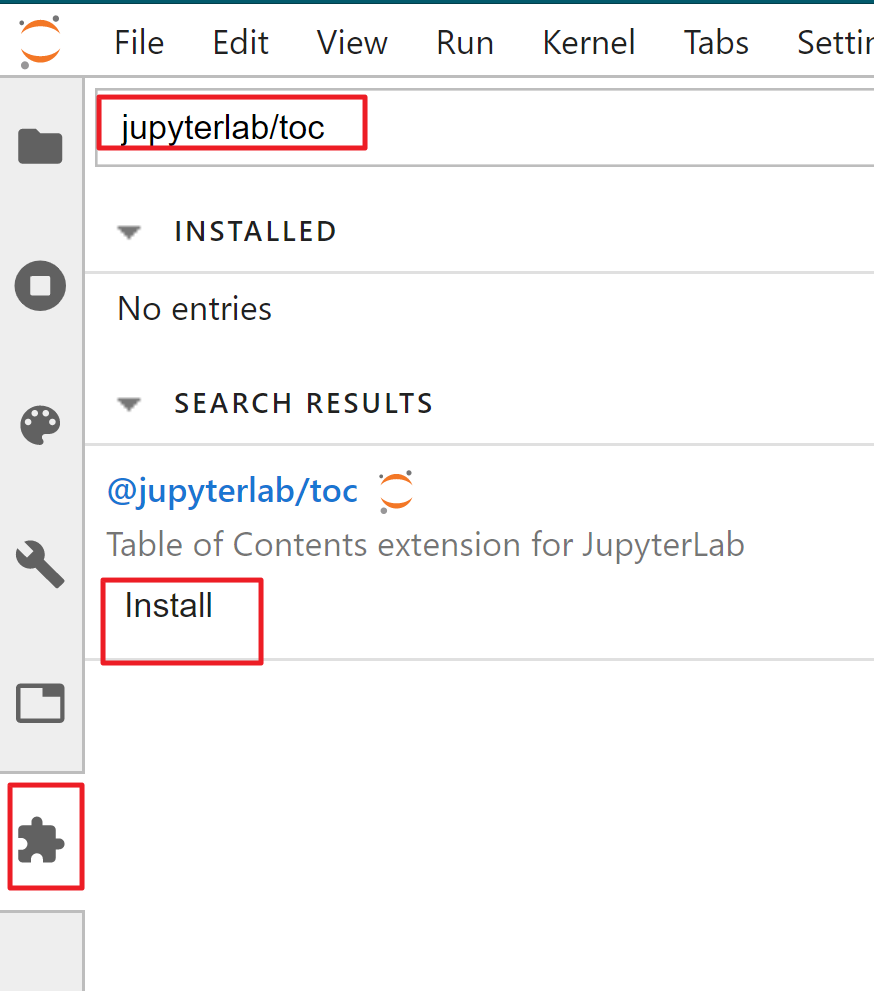 File Edit View Run Kernel Tabs Settin
jupyterlab/toc
INSTALLED
No entries
SEARCH RESULTS
@jupyterlab/toc
Table of Contents extension for JupyterLab
Install